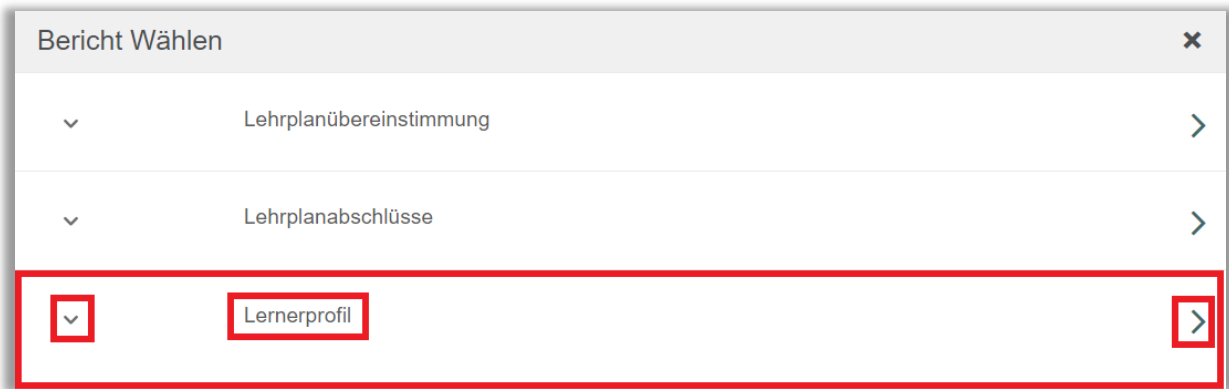 Bericht Wählen
Lehrplanübereinstimmung
Lehrplanabschlüsse
Lernerprofil